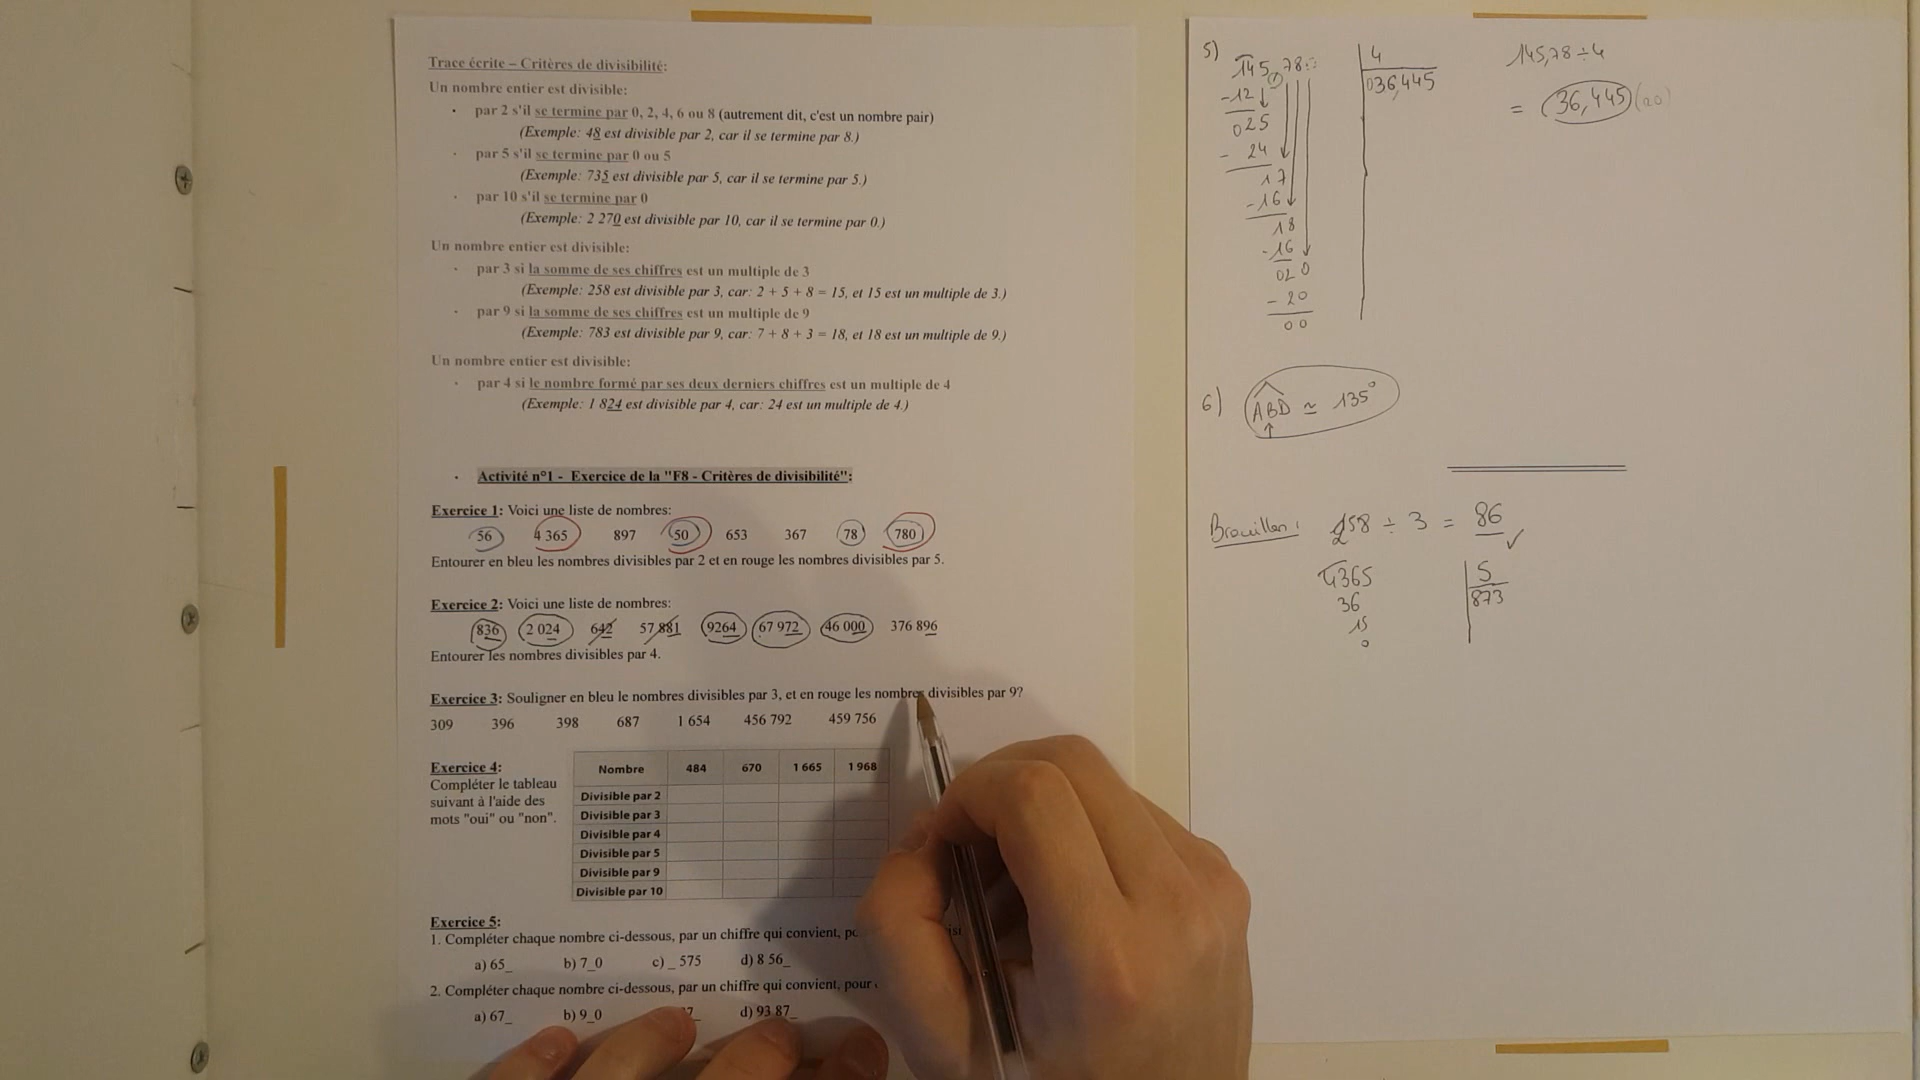 Trace écrite – Critères de divisibilité:
Un nombre entier est divisible:
· par 2 s'il se termine par 0, 2, 4, 6 ou 8 (autrement dit, c'est un nombre pair)
(Exemple: 48 est divisible par 2, car il se termine par 8.)
· par 5 s'il se termine par 0 ou 5
(Exemple: 735 est divisible par 5, car il se termine par 5.)
· par 10 s'il se termine par 0
(Exemple: 2 270 est divisible par 10, car il se termine par 0.)
Un nombre entier est divisible:
· par 3 si la somme de ses chiffres est un multiple de 3
(Exemple: 258 est divisible par 3, car: 2 + 5 + 8 = 15, et 15 est un multiple de 3.)
· par 9 si la somme de ses chiffres est un multiple de 9
(Exemple: 783 est divisible par 9, car: 7 + 8 + 3 = 18, et 18 est un multiple de 9.)
Un nombre entier est divisible:
· par 4 si le nombre formé par ses deux derniers chiffres est un multiple de 4
(Exemple: 1 824 est divisible par 4, car: 24 est un multiple de 4.)
· Activité n°1 - Exercice de la "F8 - Critères de divisibilité":
Exercice 1: Voici une liste de nombres:
56 4 365 897 50 653 367 78 780
Entourer en bleu les nombres divisibles par 2 et en rouge les nombres divisibles par 5.
Exercice 2: Voici une liste de nombres:
836 2 024 642 57 881 9264 67 972 46 000 376 896
Entourer les nombres divisibles par 4.
Exercice 3: Souligner en bleu le nombres divisibles par 3, et en rouge les nombres divisibles par 9?
309 396 398 687 1 654 456 792 459 756
Exercice 4:
Compléter le tableau
suivant à l'aide des
mots "oui" ou "non".
Nombre 484 670 1 665 1 968
Divisible par 2
Divisible par 3
Divisible par 4
Divisible par 5
Divisible par 9
Divisible par 10
Exercice 5:
1. Compléter chaque nombre ci-dessous, par un chiffre qui convient,
a) 65_ b) 7_0 c) _ 575 d) 8 56_
2. Compléter chaque nombre ci-dessous, par un chiffre qui convient, pour
a) 67_ b) 9_0 7_ d) 93 87_
5) 145,78 4
036,445
-12
025
- 24
17
-16
18
-16
020
- 20
00
145,78 ÷ 4
= 36,445
6) ABD ≃ 135°
Brouillon: 258 ÷ 3 = 86 ✓
4365 5
36 873
15
0